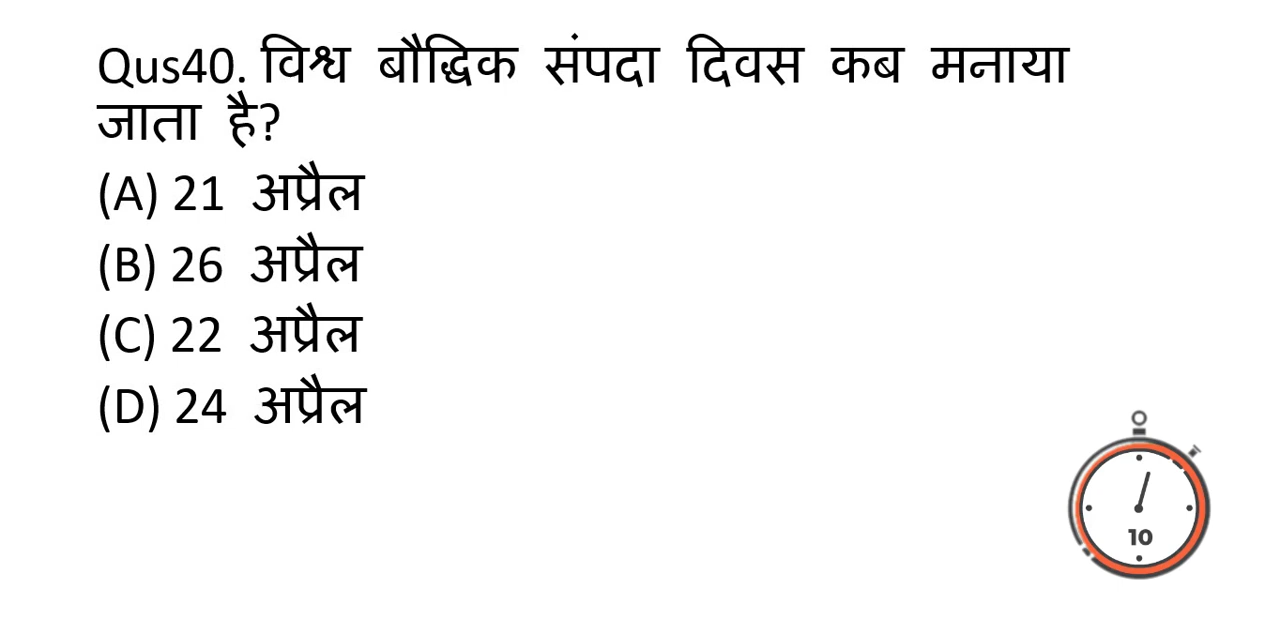 Qus40. विश्व बौद्धिक संपदा दिवस कब मनाया
जाता है?
(A) 21 अप्रैल
(B) 26 अप्रैल
(C) 22 अप्रैल
(D) 24 अप्रैल
10